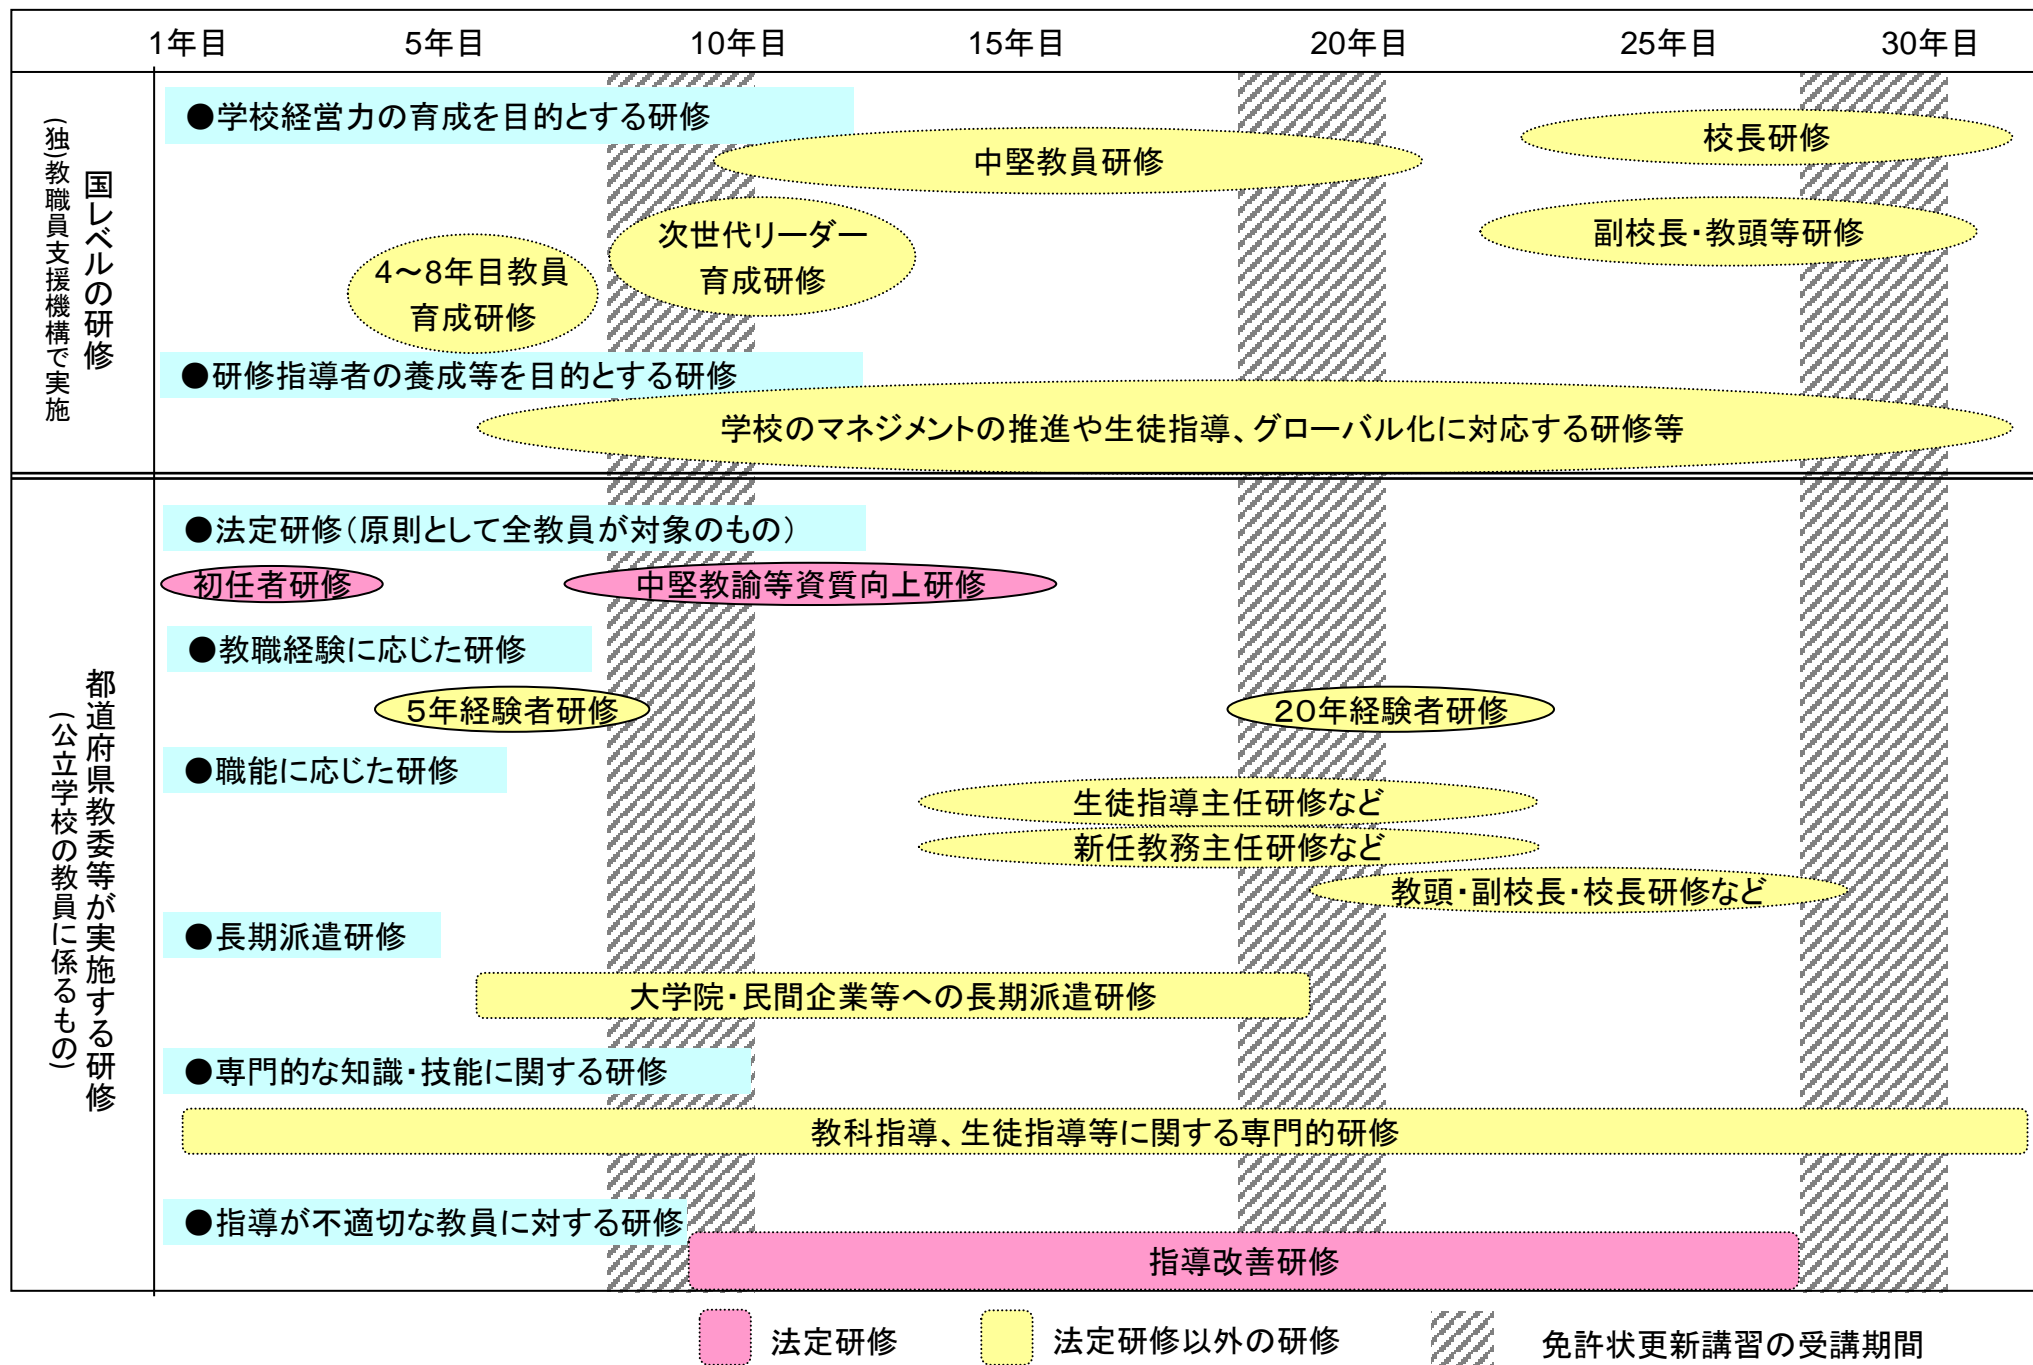 1年目 5年目 10年目 15年目 20年目 25年目 30年目
国レベルの研修
(独)教職員支援機構で実施
●学校経営力の育成を目的とする研修
中堅教員研修
校長研修
次世代リーダー
育成研修
副校長・教頭等研修
4～8年目教員
育成研修
●研修指導者の養成等を目的とする研修
学校のマネジメントの推進や生徒指導、グローバル化に対応する研修等
都道府県教委等が実施する研修
(公立学校の教員に係るもの)
●法定研修(原則として全教員が対象のもの)
初任者研修
中堅教諭等資質向上研修
●教職経験に応じた研修
5年経験者研修
20年経験者研修
●職能に応じた研修
生徒指導主任研修など
新任教務主任研修など
教頭・副校長・校長研修など
●長期派遣研修
大学院・民間企業等への長期派遣研修
●専門的な知識・技能に関する研修
教科指導、生徒指導等に関する専門的研修
●指導が不適切な教員に対する研修
指導改善研修
法定研修
法定研修以外の研修
免許状更新講習の受講期間